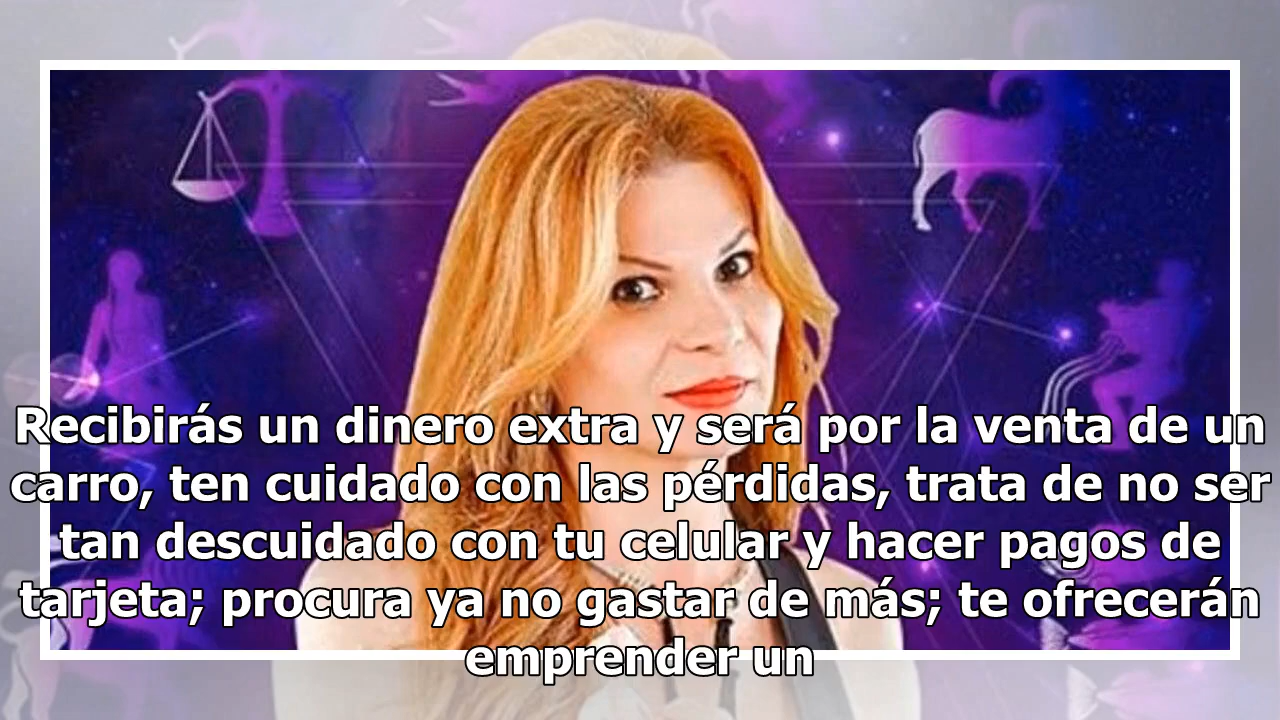 Recibirás un dinero extra y será por la venta de un
carro, ten cuidado con las pérdidas, trata de no ser
tan descuidado con tu celular y hacer pagos de
tarjeta; procura ya no gastar de más; te ofrecerán
emprender un